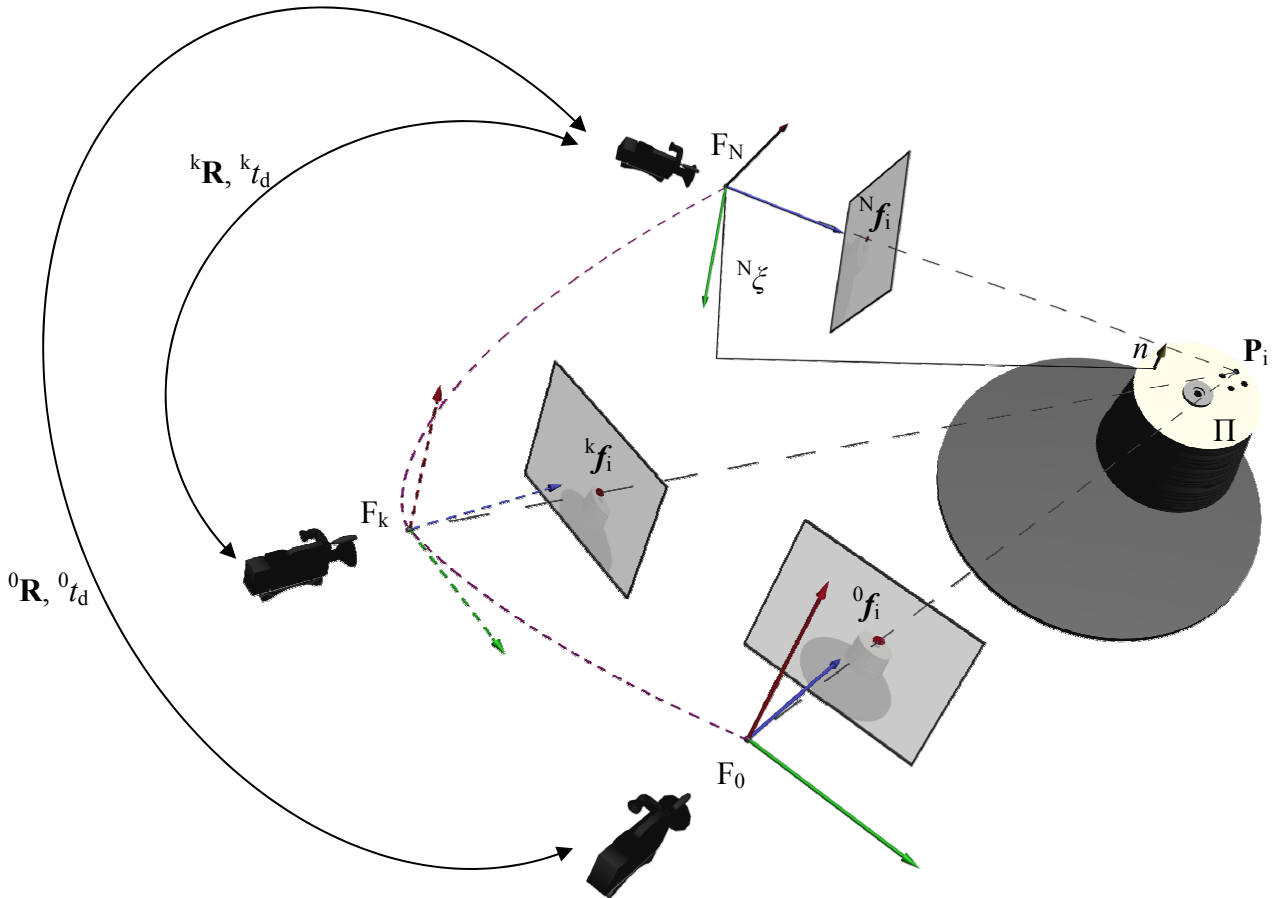 F_N
ᵏR, ᵏt_d
ᴺf_i
ᴺξ
n
P_i
Π
ᵏf_i
F_k
⁰R, ⁰t_d
⁰f_i
F_0